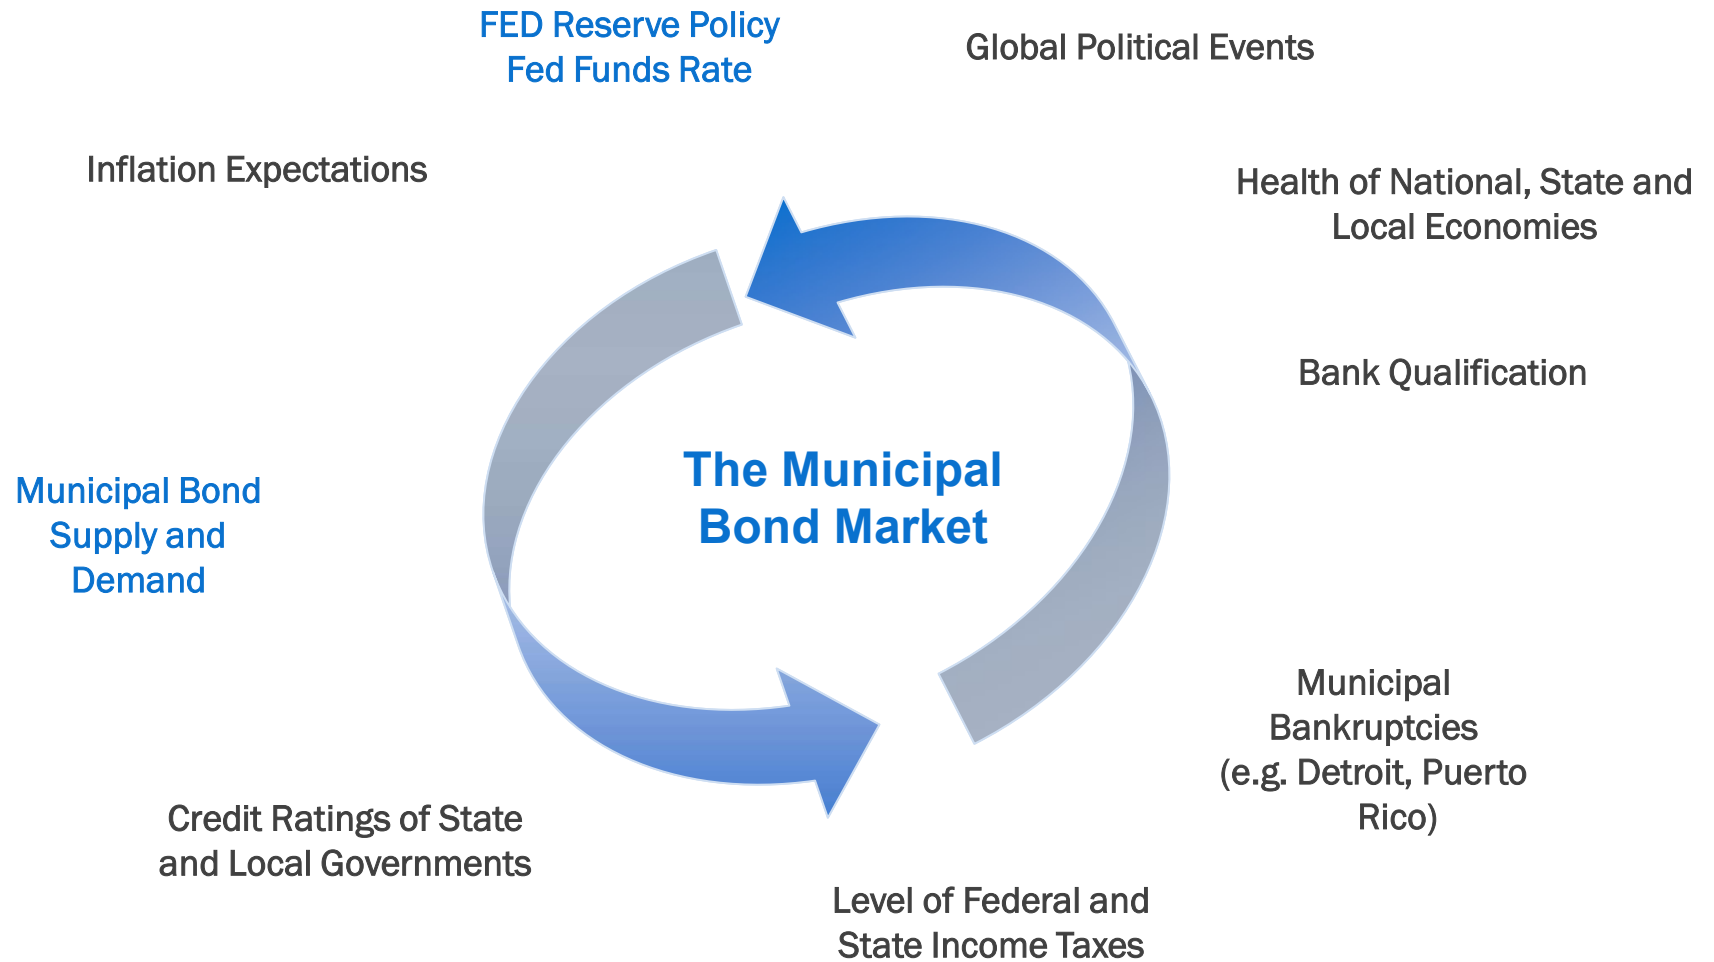 FED Reserve Policy
Fed Funds Rate
Global Political Events
Inflation Expectations
Health of National, State and
Local Economies
Bank Qualification
The Municipal
Bond Market
Municipal Bond
Supply and
Demand
Municipal
Bankruptcies
(e.g. Detroit, Puerto
Rico)
Credit Ratings of State
and Local Governments
Level of Federal and
State Income Taxes